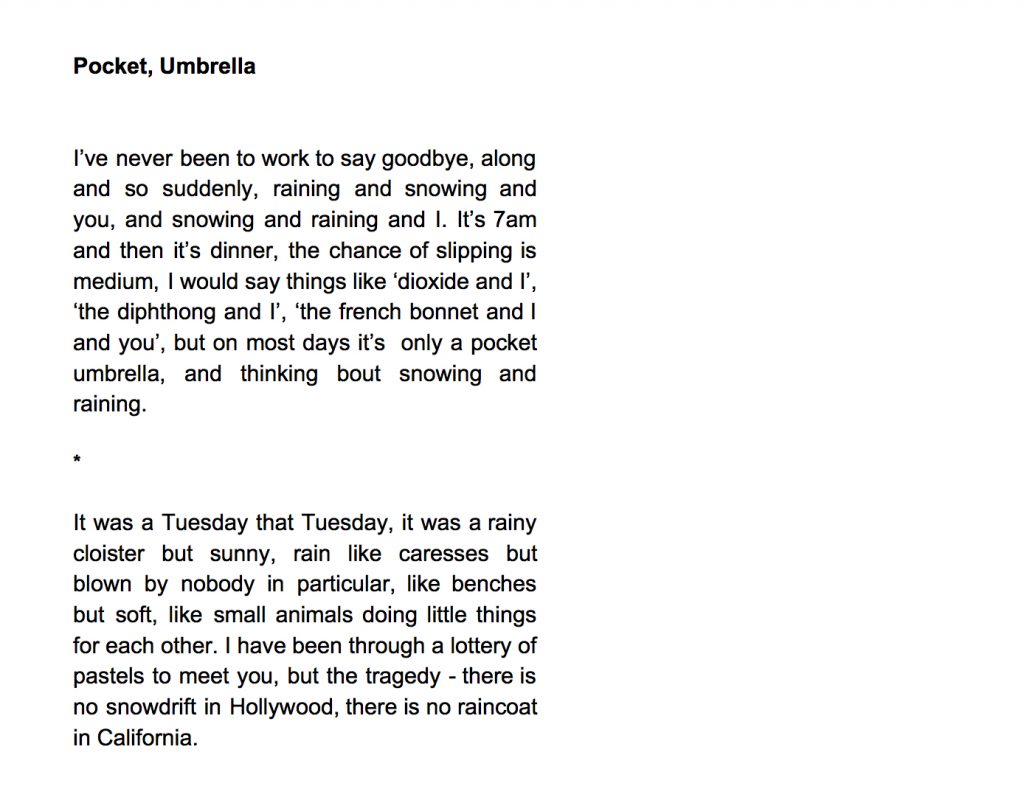 Pocket, Umbrella
I’ve never been to work to say goodbye, along
and so suddenly, raining and snowing and
you, and snowing and raining and I. It’s 7am
and then it’s dinner, the chance of slipping is
medium, I would say things like ‘dioxide and I’,
‘the diphthong and I’, ‘the french bonnet and I
and you’, but on most days it’s  only a pocket
umbrella, and thinking bout snowing and
raining.
*
It was a Tuesday that Tuesday, it was a rainy
cloister but sunny, rain like caresses but
blown by nobody in particular, like benches
but soft, like small animals doing little things
for each other. I have been through a lottery of
pastels to meet you, but the tragedy - there is
no snowdrift in Hollywood, there is no raincoat
in California.